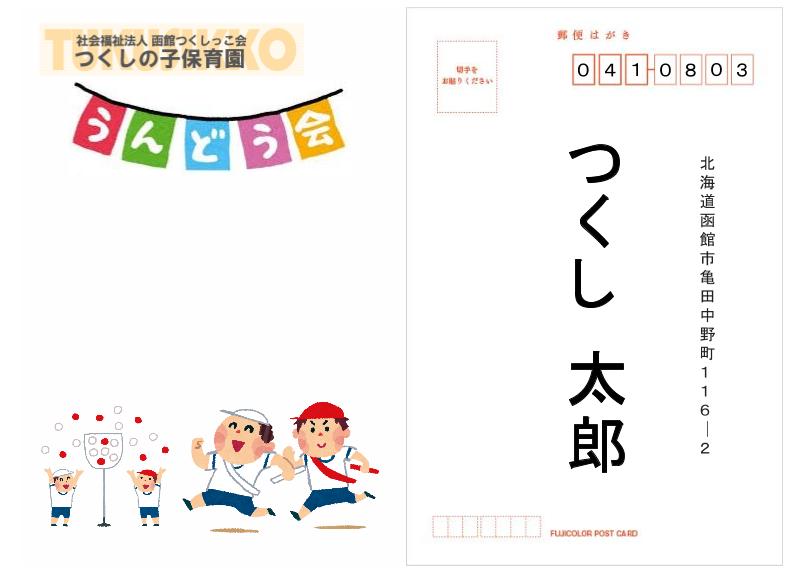 TUKUSIKKO
社会福祉法人 函館つくしっこ会
つくしの子保育園
うんどう会
郵便はがき
切手を
お貼りください
0410803
北海道函館市亀田中野町116―2
つくし 太郎
FUJICOLOR POST CARD